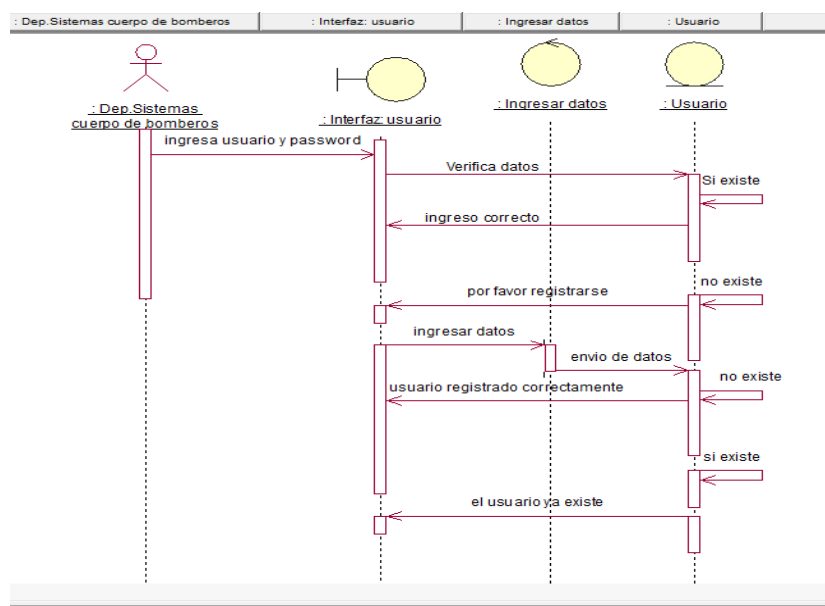 : Dep.Sistemas cuerpo de bomberos
: Interfaz: usuario
: Ingresar datos
: Usuario
: Dep.Sistemas
cuerpo de bomberos
: Interfaz: usuario
: Ingresar datos
: Usuario
ingresa usuario y password
Verifica datos
Si existe
ingreso correcto
no existe
por favor registrarse
ingresar datos
envio de datos
no existe
usuario registrado correctamente
si existe
el usuario ya existe